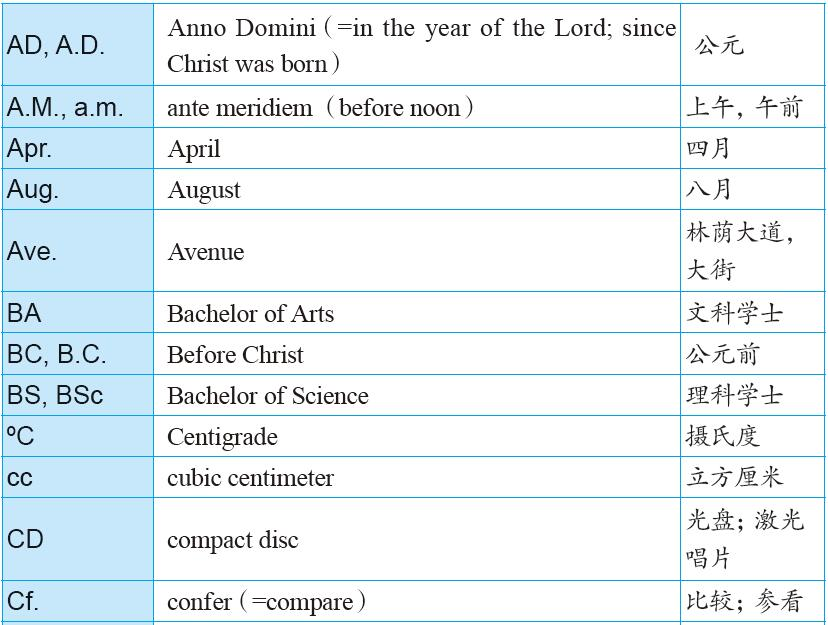 AD, A.D. Anno Domini（=in the year of the Lord; since Christ was born） 公元
A.M., a.m. ante meridiem（before noon） 上午，午前
Apr. April 四月
Aug. August 八月
Ave. Avenue 林荫大道，大街
BA Bachelor of Arts 文科学士
BC, B.C. Before Christ 公元前
BS, BSc Bachelor of Science 理科学士
ºC Centigrade 摄氏度
cc cubic centimeter 立方厘米
CD compact disc 光盘；激光唱片
Cf. confer（=compare） 比较；参看